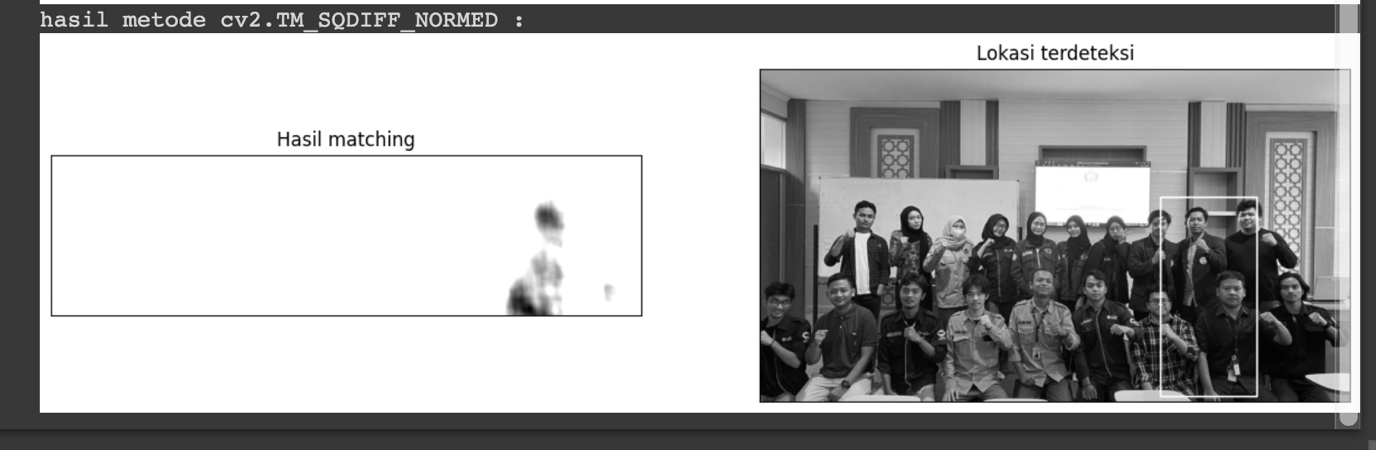 hasil metode cv2.TM_SQDIFF_NORMED :
Lokasi terdeteksi
Hasil matching